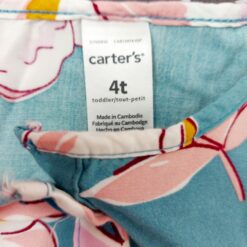 carter's®
4t
toddler/tout-petit
Made in Cambodia
Fabriqué au Cambodge
Hecho en Camboya